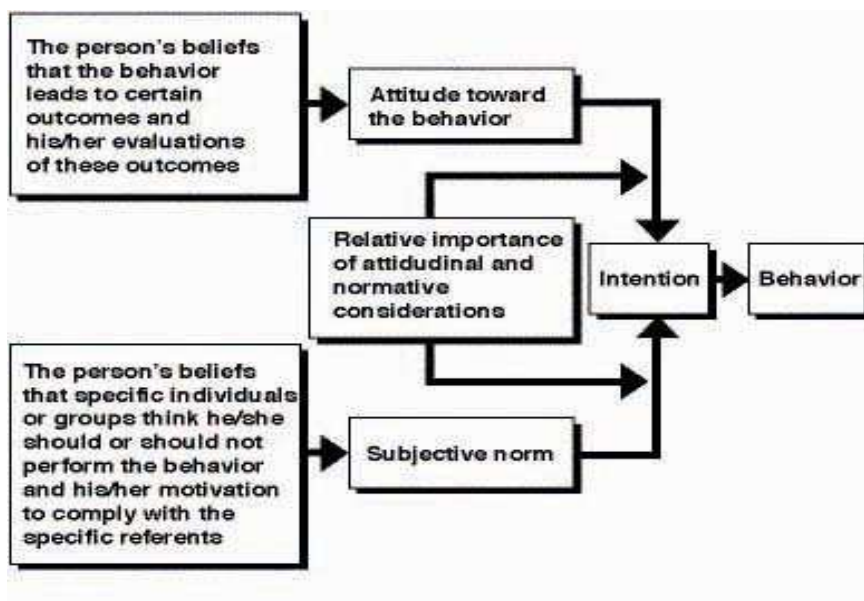 The person's beliefs
that the behavior
leads to certain
outcomes and
his/her evaluations
of these outcomes
Attitude toward
the behavior
Relative importance
of attidudinal and
normative
considerations
Intention
Behavior
The person's beliefs
that specific individuals
or groups think he/she
should or should not
perform the behavior
and his/her motivation
to comply with the
specific referents
Subjective norm